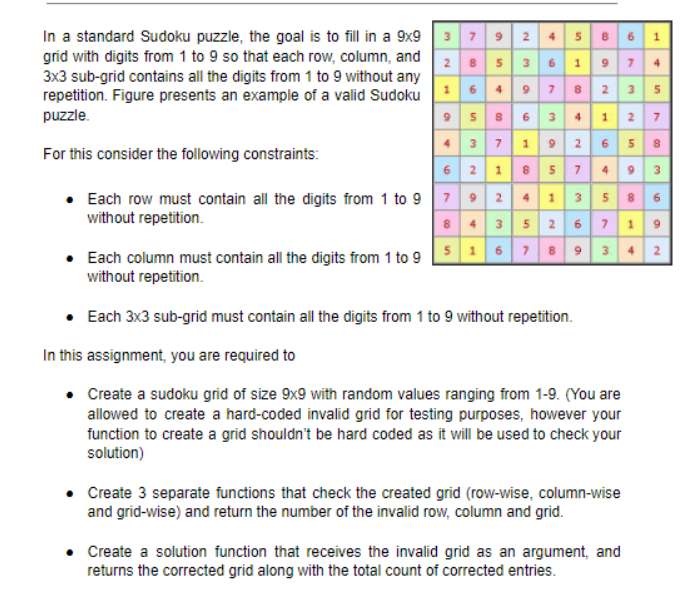 In a standard Sudoku puzzle, the goal is to fill in a 9x9
grid with digits from 1 to 9 so that each row, column, and
3x3 sub-grid contains all the digits from 1 to 9 without any
repetition. Figure presents an example of a valid Sudoku
puzzle.
3 7 9 2 4 5 8 6 1
2 8 5 3 6 1 9 7 4
1 6 4 9 7 8 2 3 5
9 5 8 6 3 4 1 2 7
4 3 7 1 9 2 6 5 8
6 2 1 8 5 7 4 9 3
7 9 2 4 1 3 5 8 6
8 4 3 5 2 6 7 1 9
5 1 6 7 8 9 3 4 2
For this consider the following constraints:
• Each row must contain all the digits from 1 to 9
without repetition.
• Each column must contain all the digits from 1 to 9
without repetition.
• Each 3x3 sub-grid must contain all the digits from 1 to 9 without repetition.
In this assignment, you are required to
• Create a sudoku grid of size 9x9 with random values ranging from 1-9. (You are
allowed to create a hard-coded invalid grid for testing purposes, however your
function to create a grid shouldn't be hard coded as it will be used to check your
solution)
• Create 3 separate functions that check the created grid (row-wise, column-wise
and grid-wise) and return the number of the invalid row, column and grid.
• Create a solution function that receives the invalid grid as an argument, and
returns the corrected grid along with the total count of corrected entries.